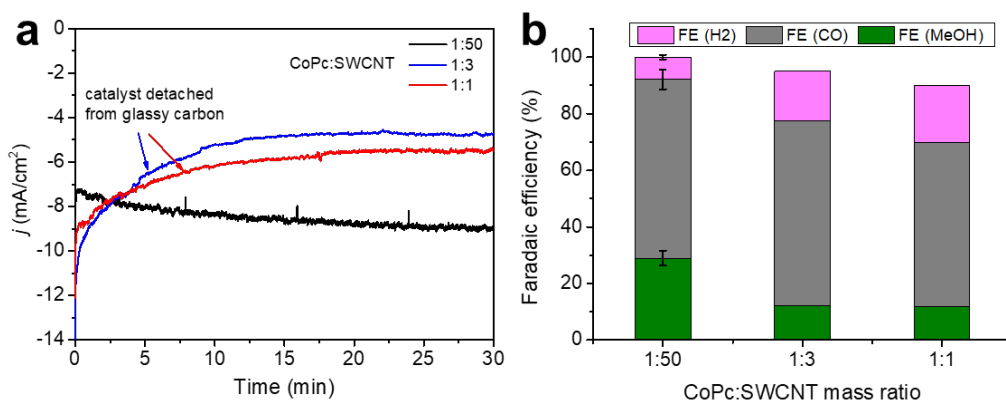 a
0
-2
-4
-6
-8
-10
-12
-14
j (mA/cm²)
0 5 10 15 20 25 30
Time (min)
CoPc:SWCNT
1:50
1:3
1:1
catalyst detached
from glassy carbon
b
FE (H2) FE (CO) FE (MeOH)
100
80
60
40
20
0
Faradaic efficiency (%)
1:50 1:3 1:1
CoPc:SWCNT mass ratio